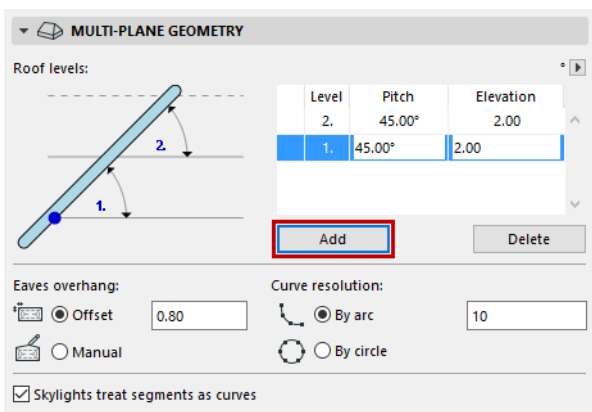 MULTI-PLANE GEOMETRY
Roof levels:
°
Level Pitch Elevation
2. 45.00° 2.00
1. 45.00° 2.00
2.
1.
Add Delete
Eaves overhang: Curve resolution:
Offset 0.80 By arc 10
Manual By circle
Skylights treat segments as curves